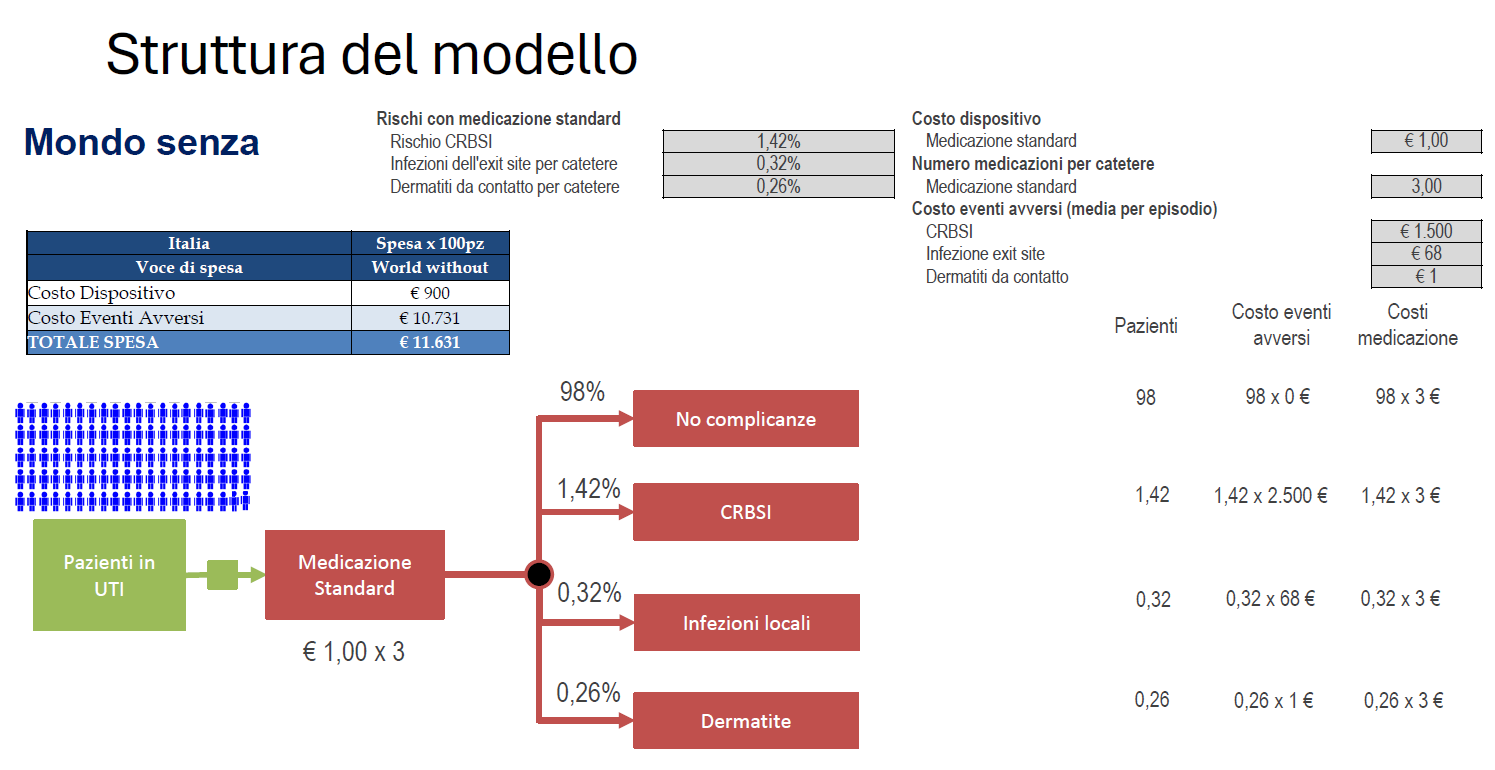 Struttura del modello
Mondo senza
Rischi con medicazione standard
Rischio CRBSI 1,42%
Infezioni dell'exit site per catetere 0,32%
Dermatiti da contatto per catetere 0,26%
Costo dispositivo
Medicazione standard € 1,00
Numero medicazioni per catetere
Medicazione standard 3,00
Costo eventi avversi (media per episodio)
CRBSI € 1.500
Infezione exit site € 68
Dermatiti da contatto € 1
Italia Spesa x 100pz
Voce di spesa World without
Costo Dispositivo € 900
Costo Eventi Avversi € 10.731
TOTALE SPESA € 11.631
Pazienti in
UTI
Medicazione
Standard
€ 1,00 x 3
98%
No complicanze
1,42%
CRBSI
0,32%
Infezioni locali
0,26%
Dermatite
Pazienti
Costo eventi
avversi
Costi
medicazione
98 98 x 0 € 98 x 3 €
1,42 1,42 x 2.500 € 1,42 x 3 €
0,32 0,32 x 68 € 0,32 x 3 €
0,26 0,26 x 1 € 0,26 x 3 €